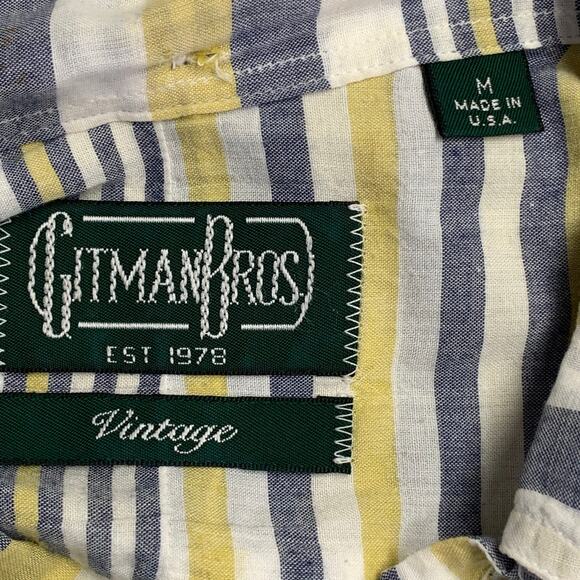 M
MADE IN
U.S.A.
GITMAN BROS.
EST 1978
Vintage